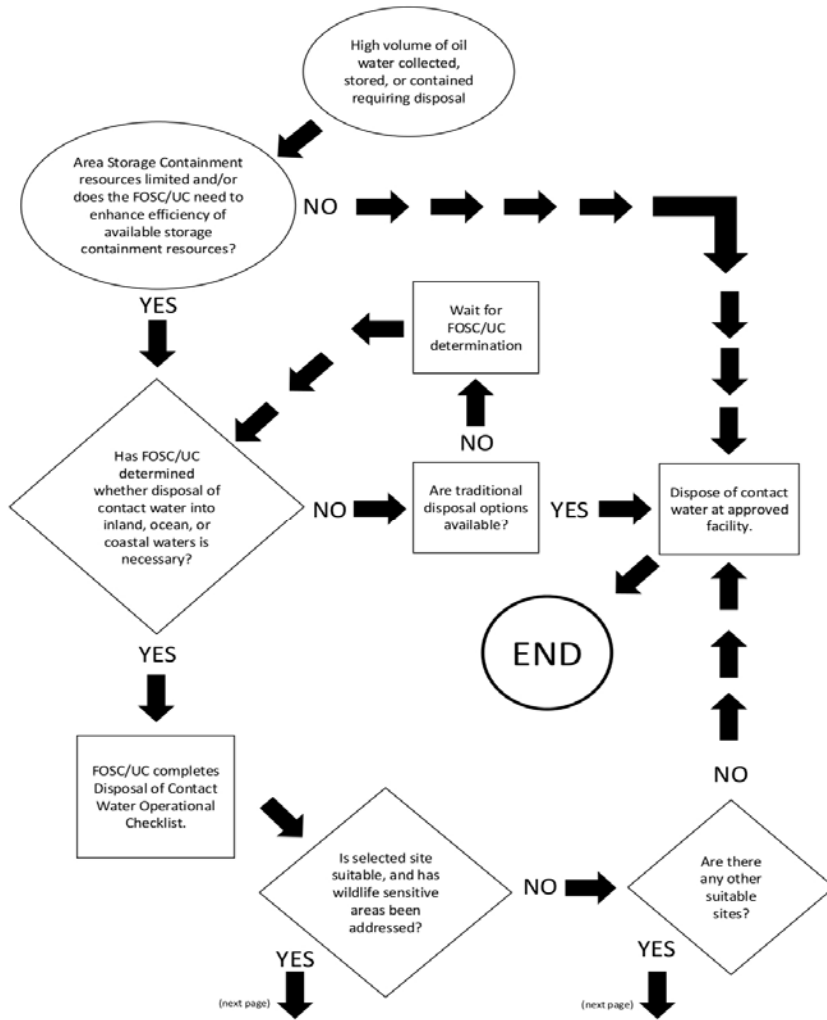 High volume of oil
water collected,
stored, or contained
requiring disposal
Area Storage Containment
resources limited and/or
does the FOSC/UC need to
enhance efficiency of
available storage
containment resources?
NO
YES
Wait for
FOSC/UC
determination
NO
Has FOSC/UC
determined
whether disposal of
contact water into
inland, ocean, or
coastal waters is
necessary?
NO
Are traditional
disposal options
available?
YES
Dispose of contact
water at approved
facility.
END
YES
NO
FOSC/UC completes
Disposal of Contact
Water Operational
Checklist.
Is selected site
suitable, and has
wildlife sensitive
areas been
addressed?
NO
Are there
any other
suitable
sites?
YES
(next page)
YES
(next page)